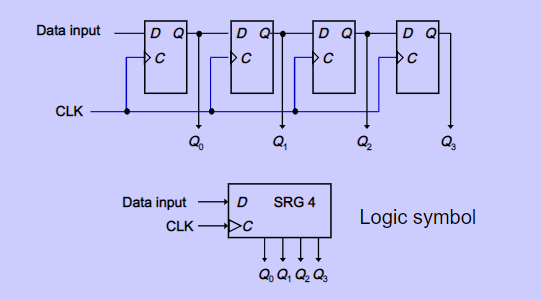 Data input D Q D Q D Q D Q
C C C C
CLK
Q0 Q1 Q2 Q3
Data input D SRG 4
CLK C
Logic symbol
Q0 Q1 Q2 Q3